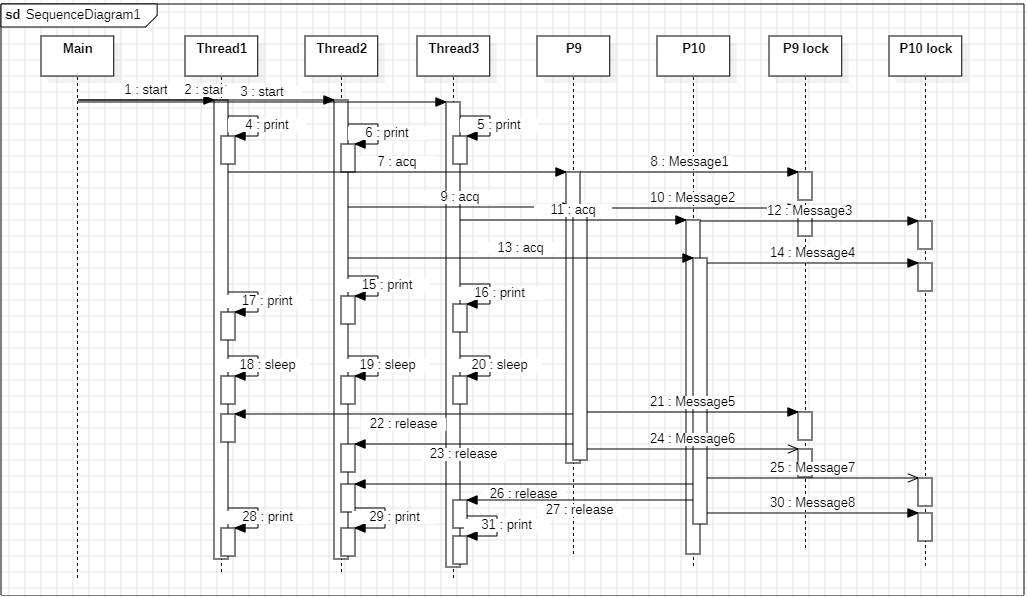 sd SequenceDiagram1
Main
Thread1
Thread2
Thread3
P9
P10
P9 lock
P10 lock
1 : start
2 : star
3 : start
4 : print
5 : print
6 : print
7 : acq
8 : Message1
9 : acq
10 : Message2
11 : acq
12 : Message3
13 : acq
14 : Message4
15 : print
16 : print
17 : print
18 : sleep
19 : sleep
20 : sleep
21 : Message5
22 : release
23 : release
24 : Message6
25 : Message7
26 : release
27 : release
30 : Message8
28 : print
29 : print
31 : print